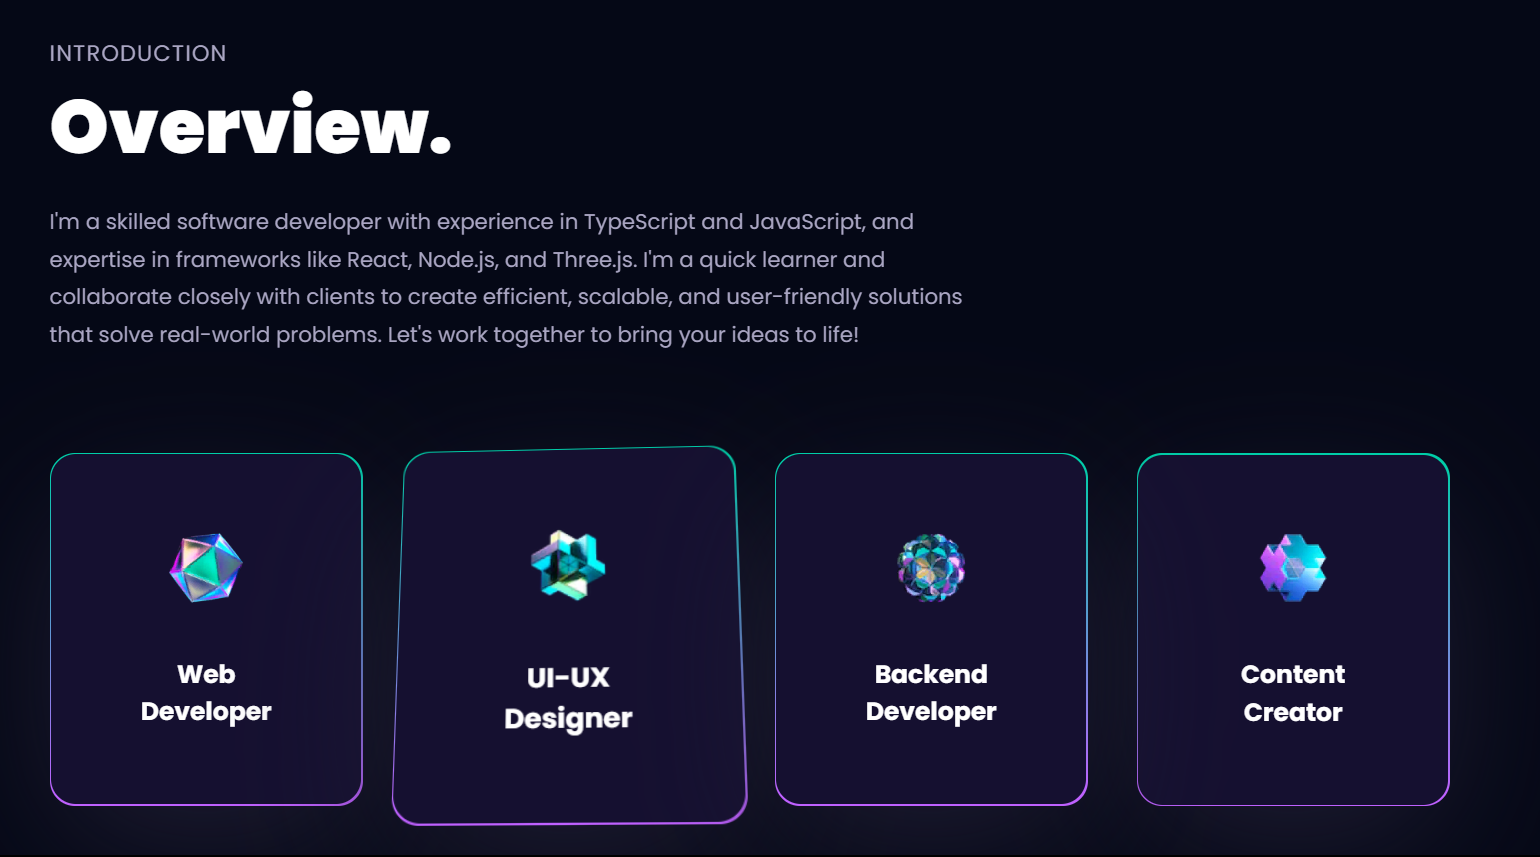 INTRODUCTION
Overview.
I'm a skilled software developer with experience in TypeScript and JavaScript, and
expertise in frameworks like React, Node.js, and Three.js. I'm a quick learner and
collaborate closely with clients to create efficient, scalable, and user-friendly solutions
that solve real-world problems. Let's work together to bring your ideas to life!
Web
Developer
UI-UX
Designer
Backend
Developer
Content
Creator